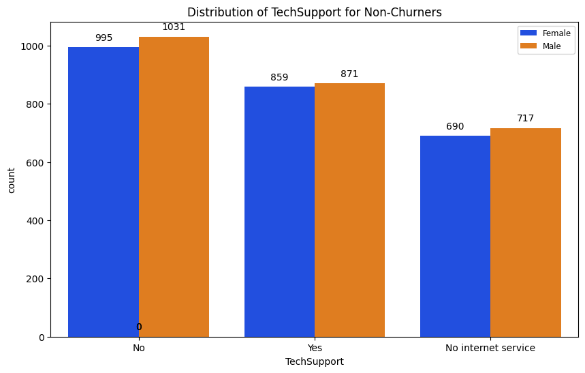 Distribution of TechSupport for Non-Churners
Female
Male
count
1000
800
600
400
200
0
995
1031
859
871
690
717
0
No
Yes
No internet service
TechSupport